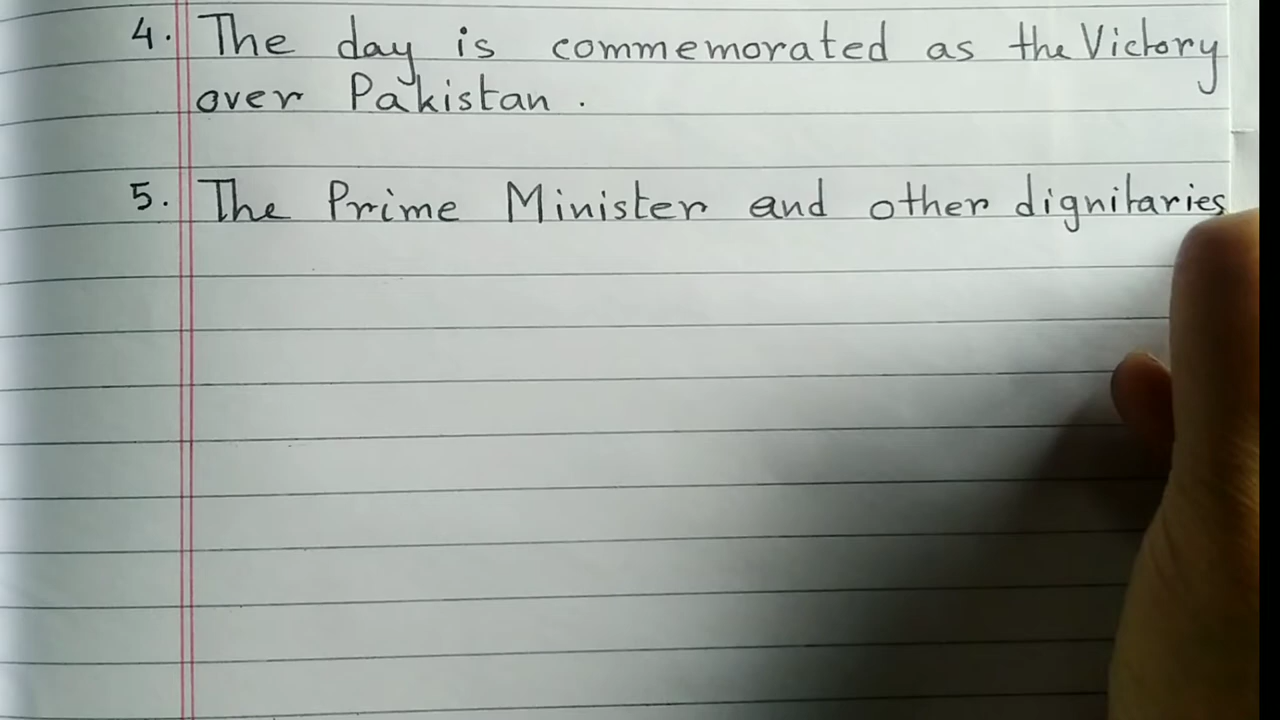 4. The day is commemorated as the Victory
over Pakistan.
5. The Prime Minister and other dignitaries